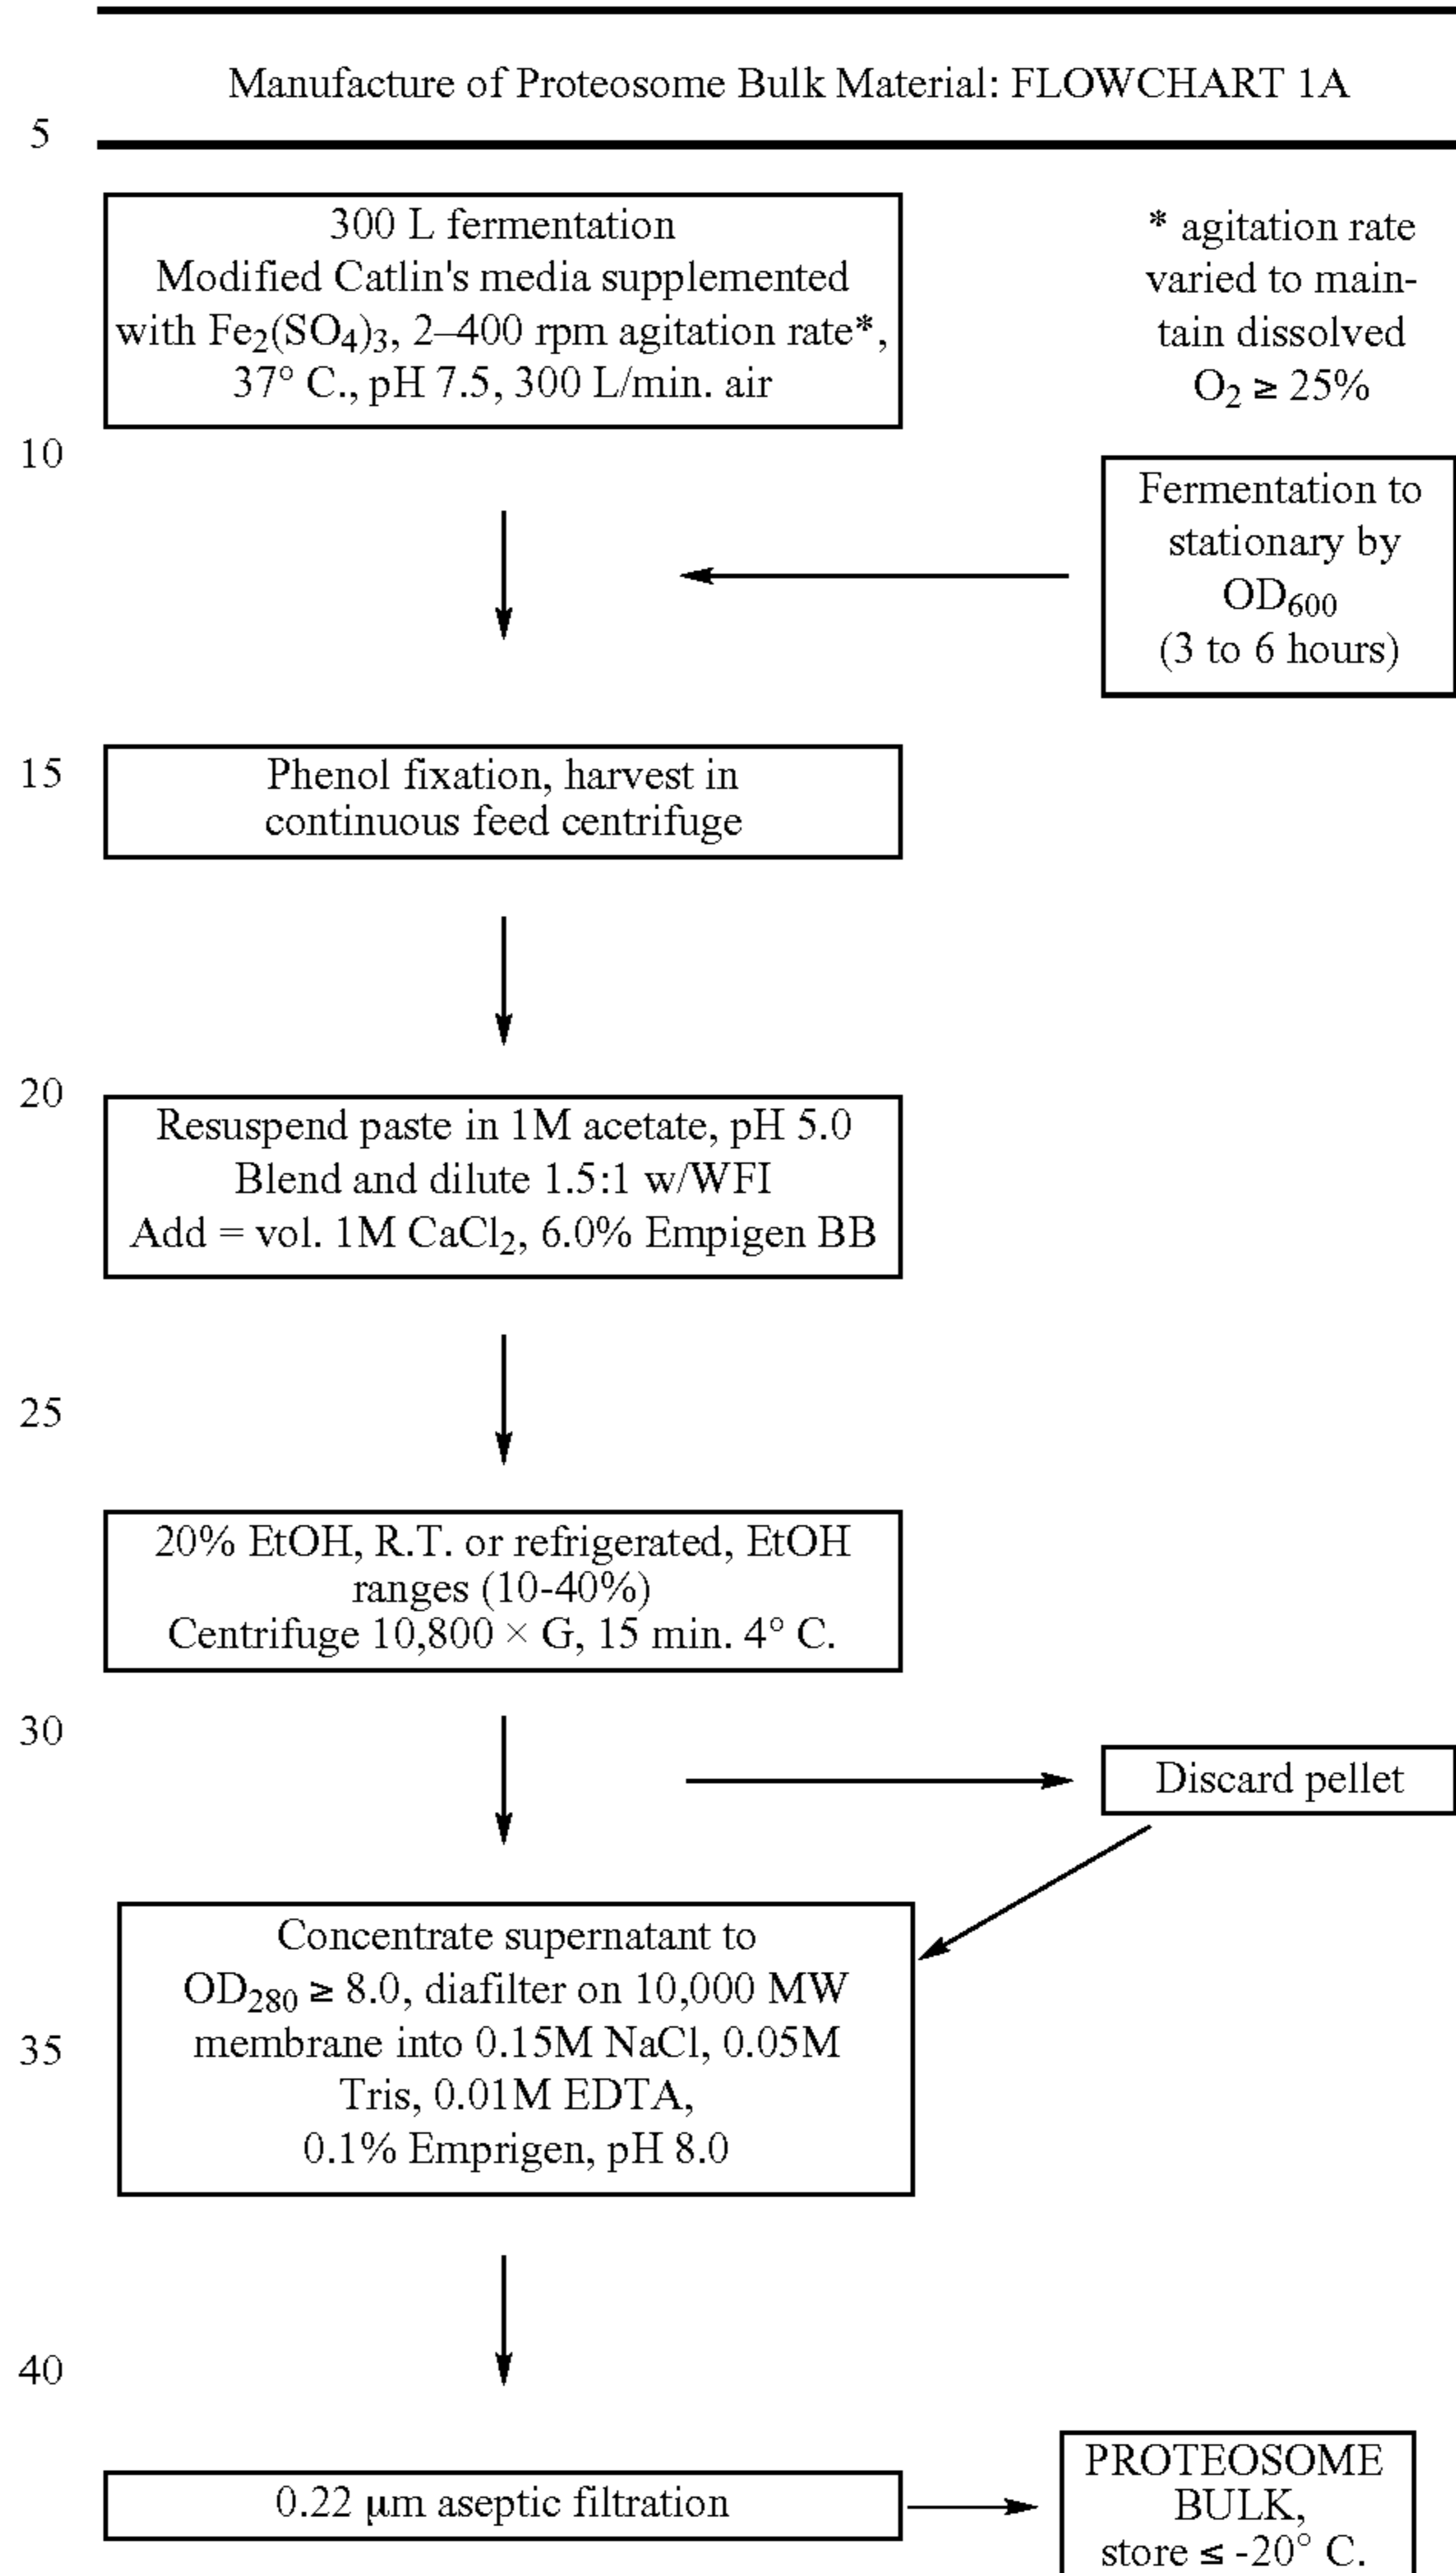 Manufacture of Proteosome Bulk Material: FLOWCHART 1A
5
300 L fermentation
Modified Catlin's media supplemented
with Fe₂(SO₄)₃, 2–400 rpm agitation rate*,
37° C., pH 7.5, 300 L/min. air
* agitation rate
varied to main-
tain dissolved
O₂ ≥ 25%
10
Fermentation to
stationary by
OD₆₀₀
(3 to 6 hours)
15
Phenol fixation, harvest in
continuous feed centrifuge
20
Resuspend paste in 1M acetate, pH 5.0
Blend and dilute 1.5:1 w/WFI
Add = vol. 1M CaCl₂, 6.0% Empigen BB
25
20% EtOH, R.T. or refrigerated, EtOH
ranges (10-40%)
Centrifuge 10,800 × G, 15 min. 4° C.
30
Discard pellet
Concentrate supernatant to
OD₂₈₀ ≥ 8.0, diafilter on 10,000 MW
35
membrane into 0.15M NaCl, 0.05M
Tris, 0.01M EDTA,
0.1% Emprigen, pH 8.0
40
0.22 μm aseptic filtration
PROTEOSOME
BULK,
store ≤ -20° C.